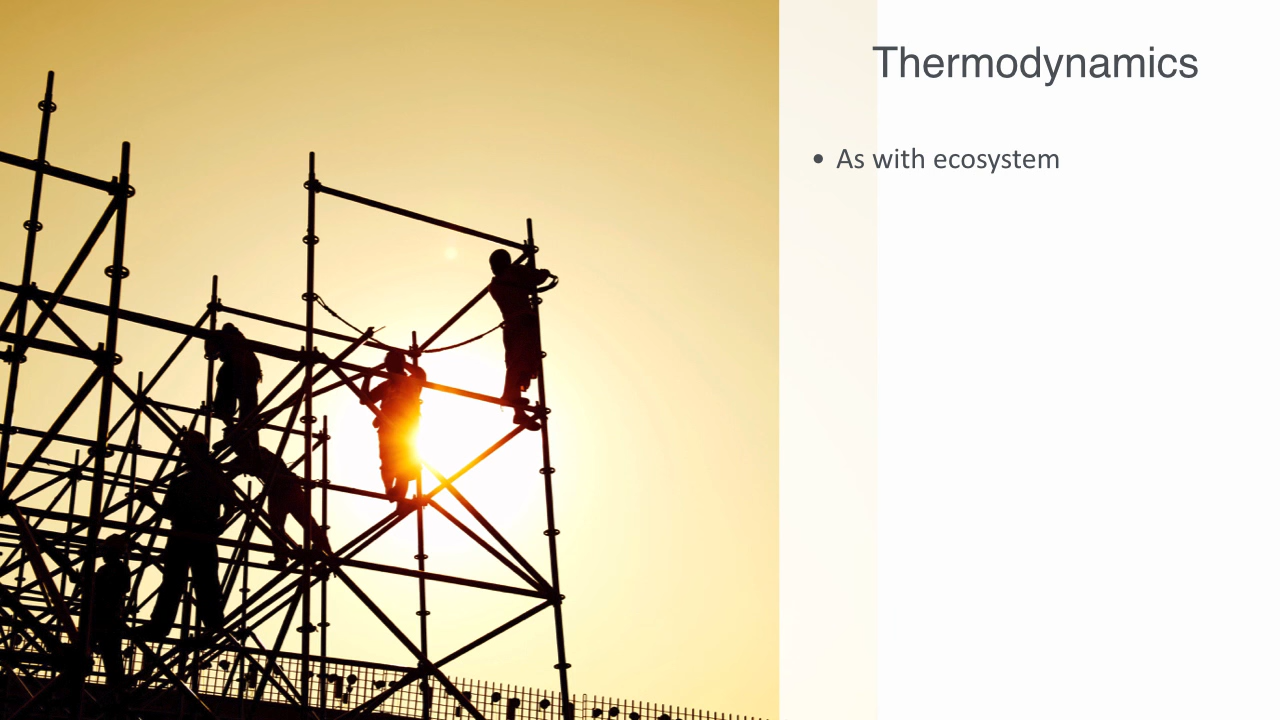 Thermodynamics
• As with ecosystem